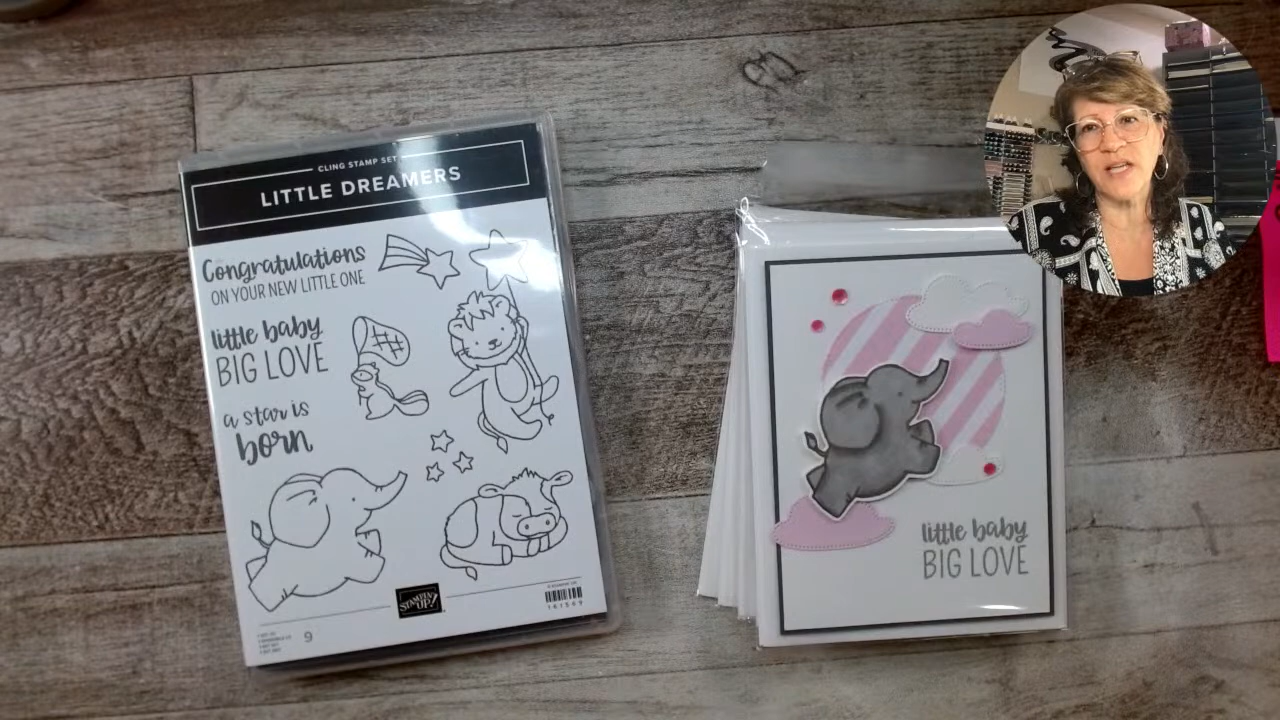 CLING STAMP SET
LITTLE DREAMERS
Congratulations
ON YOUR NEW LITTLE ONE
little baby
BIG LOVE
a star is
born
STAMPIN' UP!
9
161569
little baby
BIG LOVE